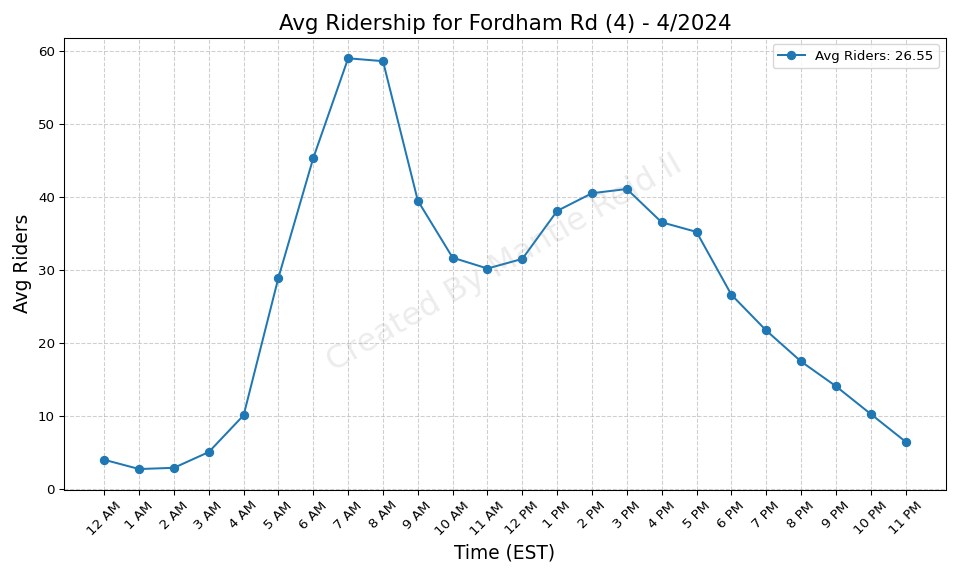 Avg Ridership for Fordham Rd (4) - 4/2024
Avg Riders: 26.55
60
50
40
30
20
10
0
Avg Riders
Created By Mantie Reid II
12 AM
1 AM
2 AM
3 AM
4 AM
5 AM
6 AM
7 AM
8 AM
9 AM
10 AM
11 AM
12 PM
1 PM
2 PM
3 PM
4 PM
5 PM
6 PM
7 PM
8 PM
9 PM
10 PM
11 PM
Time (EST)